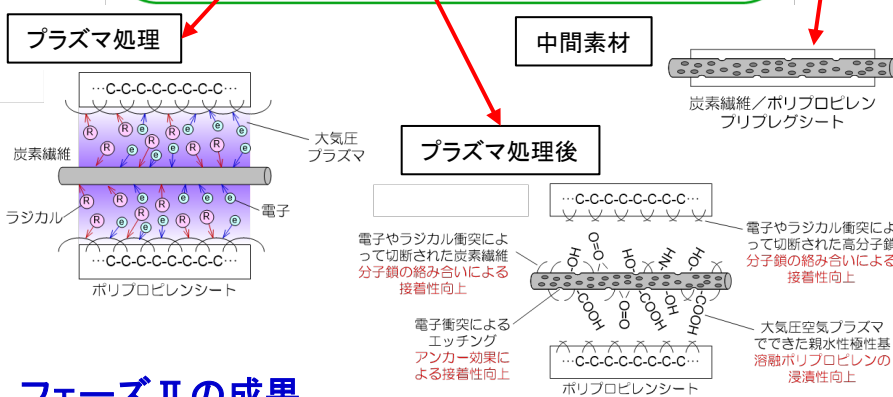 プラズマ処理
中間素材
…C-C-C-C-C-C-C-C…
R
e
R
e
R
e
e
R
R
e
R
e
R
R
e
大気圧
プラズマ
炭素繊維
ラジカル
電子
R
R
e
R
e
e
e
R
e
R
e
R
e
…C-C-C-C-C-C-C-C…
ポリプロピレンシート
炭素繊維/ポリプロピレン
プリプレグシート
プラズマ処理後
…C-C-C-C-C-C-C-C…
電子やラジカル衝突によ
って切断された炭素繊維
分子鎖の絡み合いによる
接着性向上
電子やラジカル衝突によ
って切断された高分子鎖
分子鎖の絡み合いによる
接着性向上
HO
O=O
HO
HN
HO
COOH
O=O
COOH
OH
COOH
電子衝突による
エッチング
アンカー効果に
よる接着性向上
大気圧空気プラズマ
でできた親水性極性基
溶融ポリプロピレンの
浸漬性向上
…C-C-C-C-C-C-C-C…
ポリプロピレンシート
フェーズⅡの成果